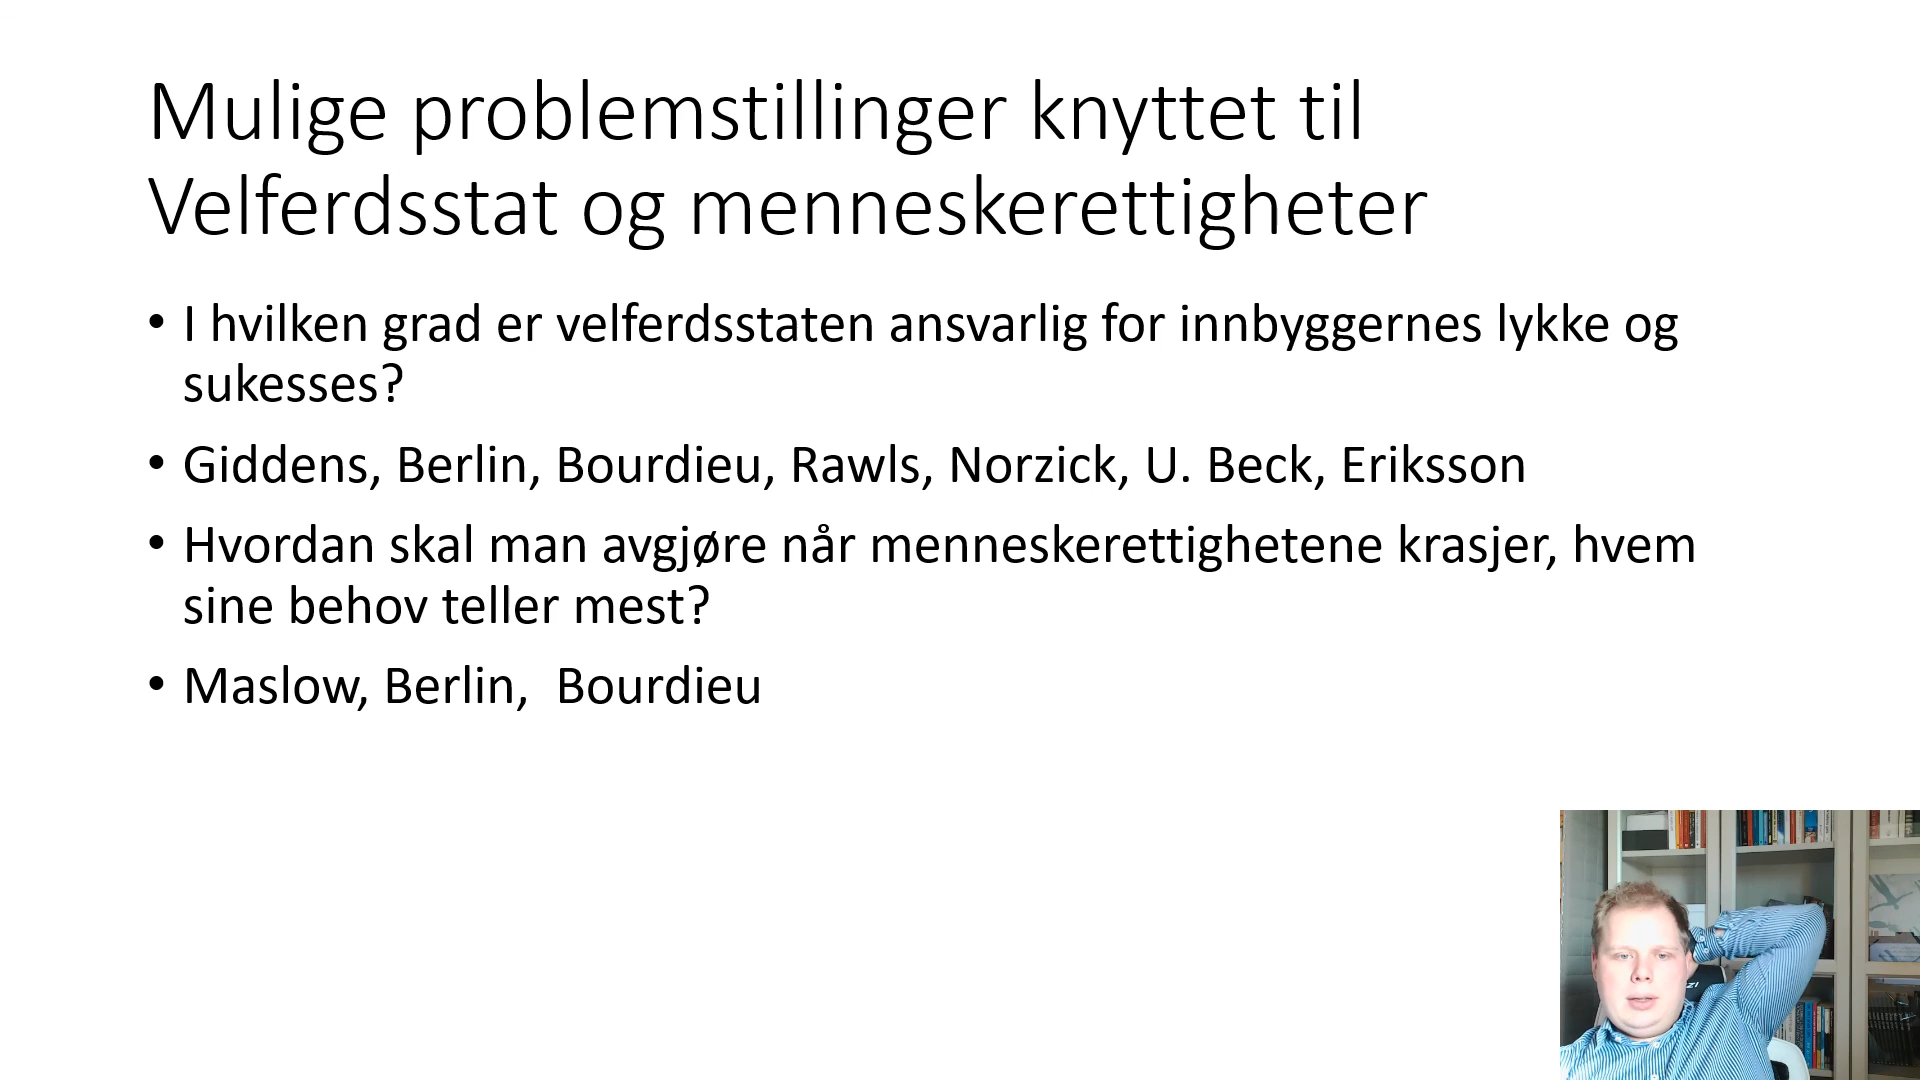 Mulige problemstillinger knyttet til
Velferdsstat og menneskerettigheter
• I hvilken grad er velferdsstaten ansvarlig for innbyggernes lykke og
sukesses?
• Giddens, Berlin, Bourdieu, Rawls, Norzick, U. Beck, Eriksson
• Hvordan skal man avgjøre når menneskerettighetene krasjer, hvem
sine behov teller mest?
• Maslow, Berlin,  Bourdieu